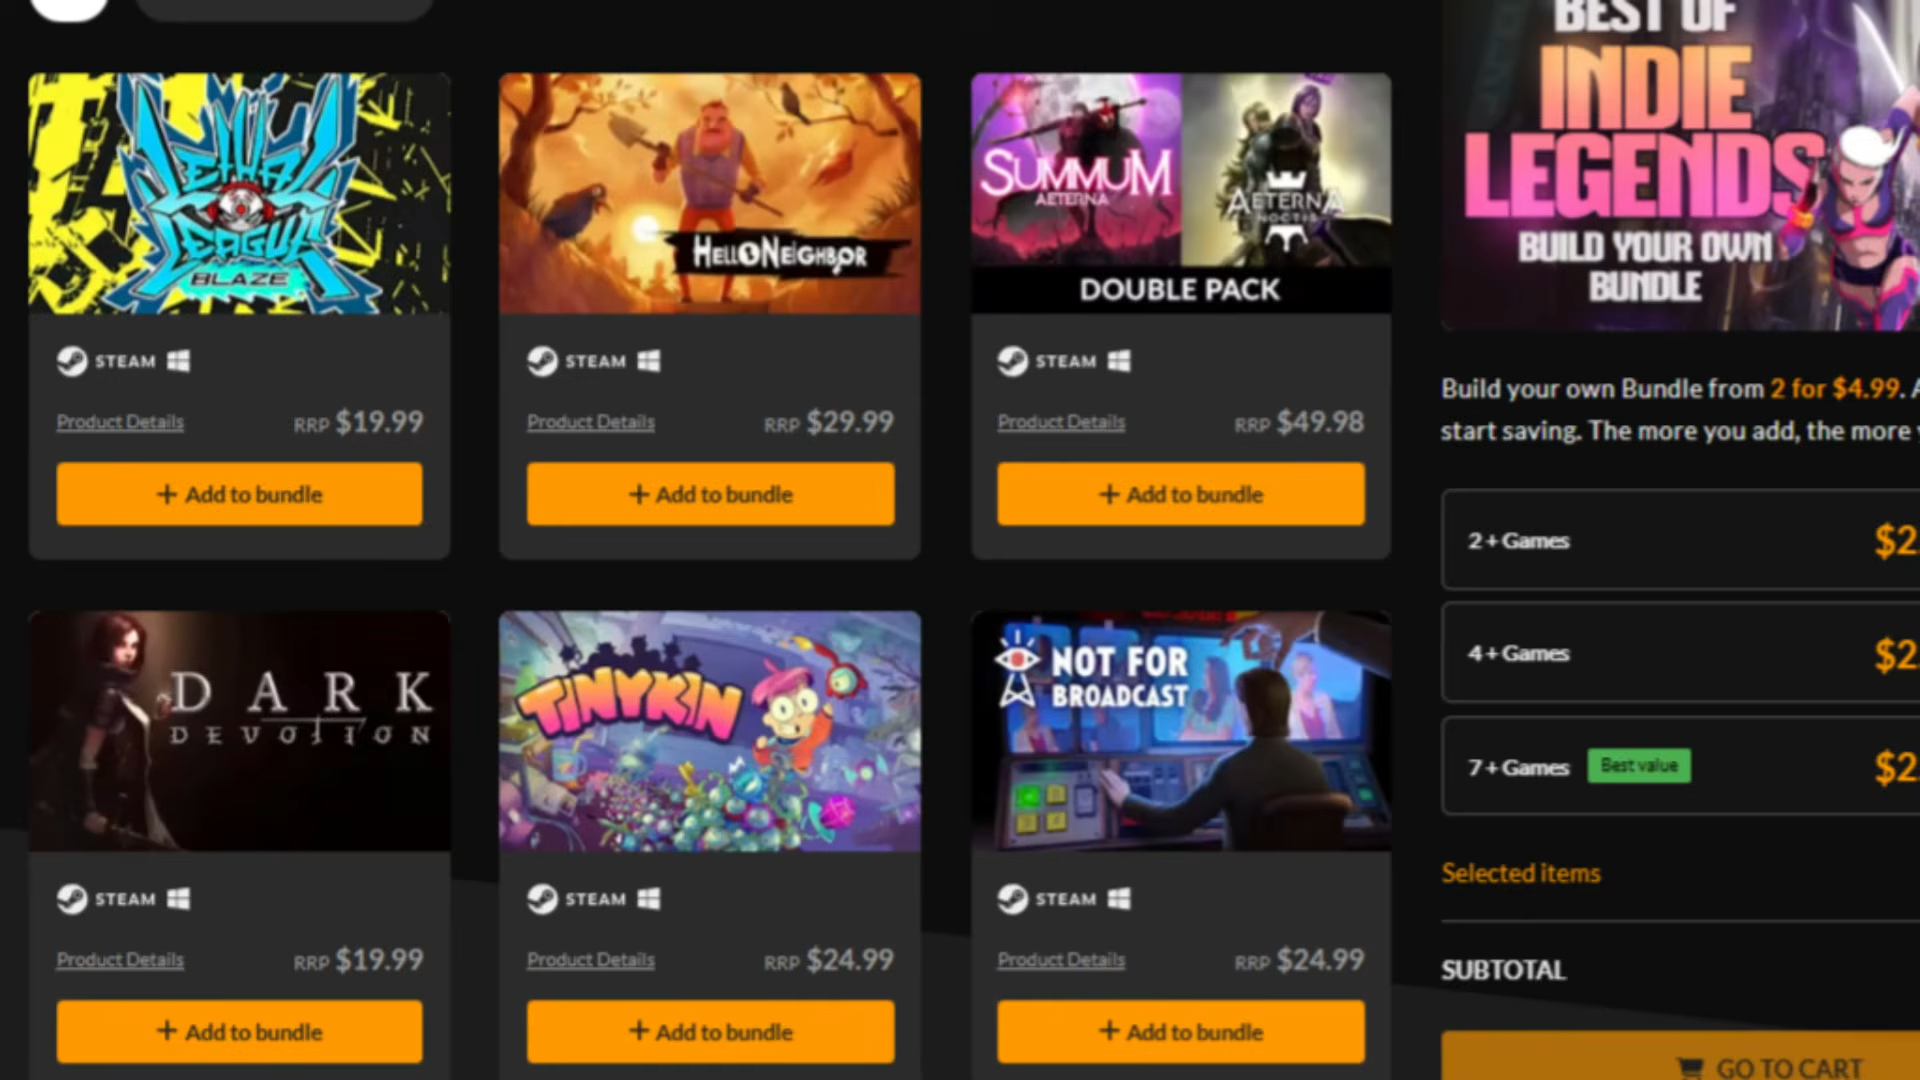 LETHAL
LEAGUE
BLAZE
STEAM
Product Details RRP $19.99
+ Add to bundle
HELLO NEIGHBOR
STEAM
Product Details RRP $29.99
+ Add to bundle
SUMMUM
AETERNA
AETERNA
NOCTIS
DOUBLE PACK
STEAM
Product Details RRP $49.98
+ Add to bundle
DARK
DEVOTION
STEAM
Product Details RRP $19.99
+ Add to bundle
TINYKIN
STEAM
Product Details RRP $24.99
+ Add to bundle
NOT FOR
BROADCAST
STEAM
Product Details RRP $24.99
+ Add to bundle
BEST OF
INDIE
LEGENDS
BUILD YOUR OWN
BUNDLE
Build your own Bundle from 2 for $4.99. A
start saving. The more you add, the more
2 + Games $2
4 + Games $2
7 + Games Best value $2
Selected items
SUBTOTAL
GO TO CART